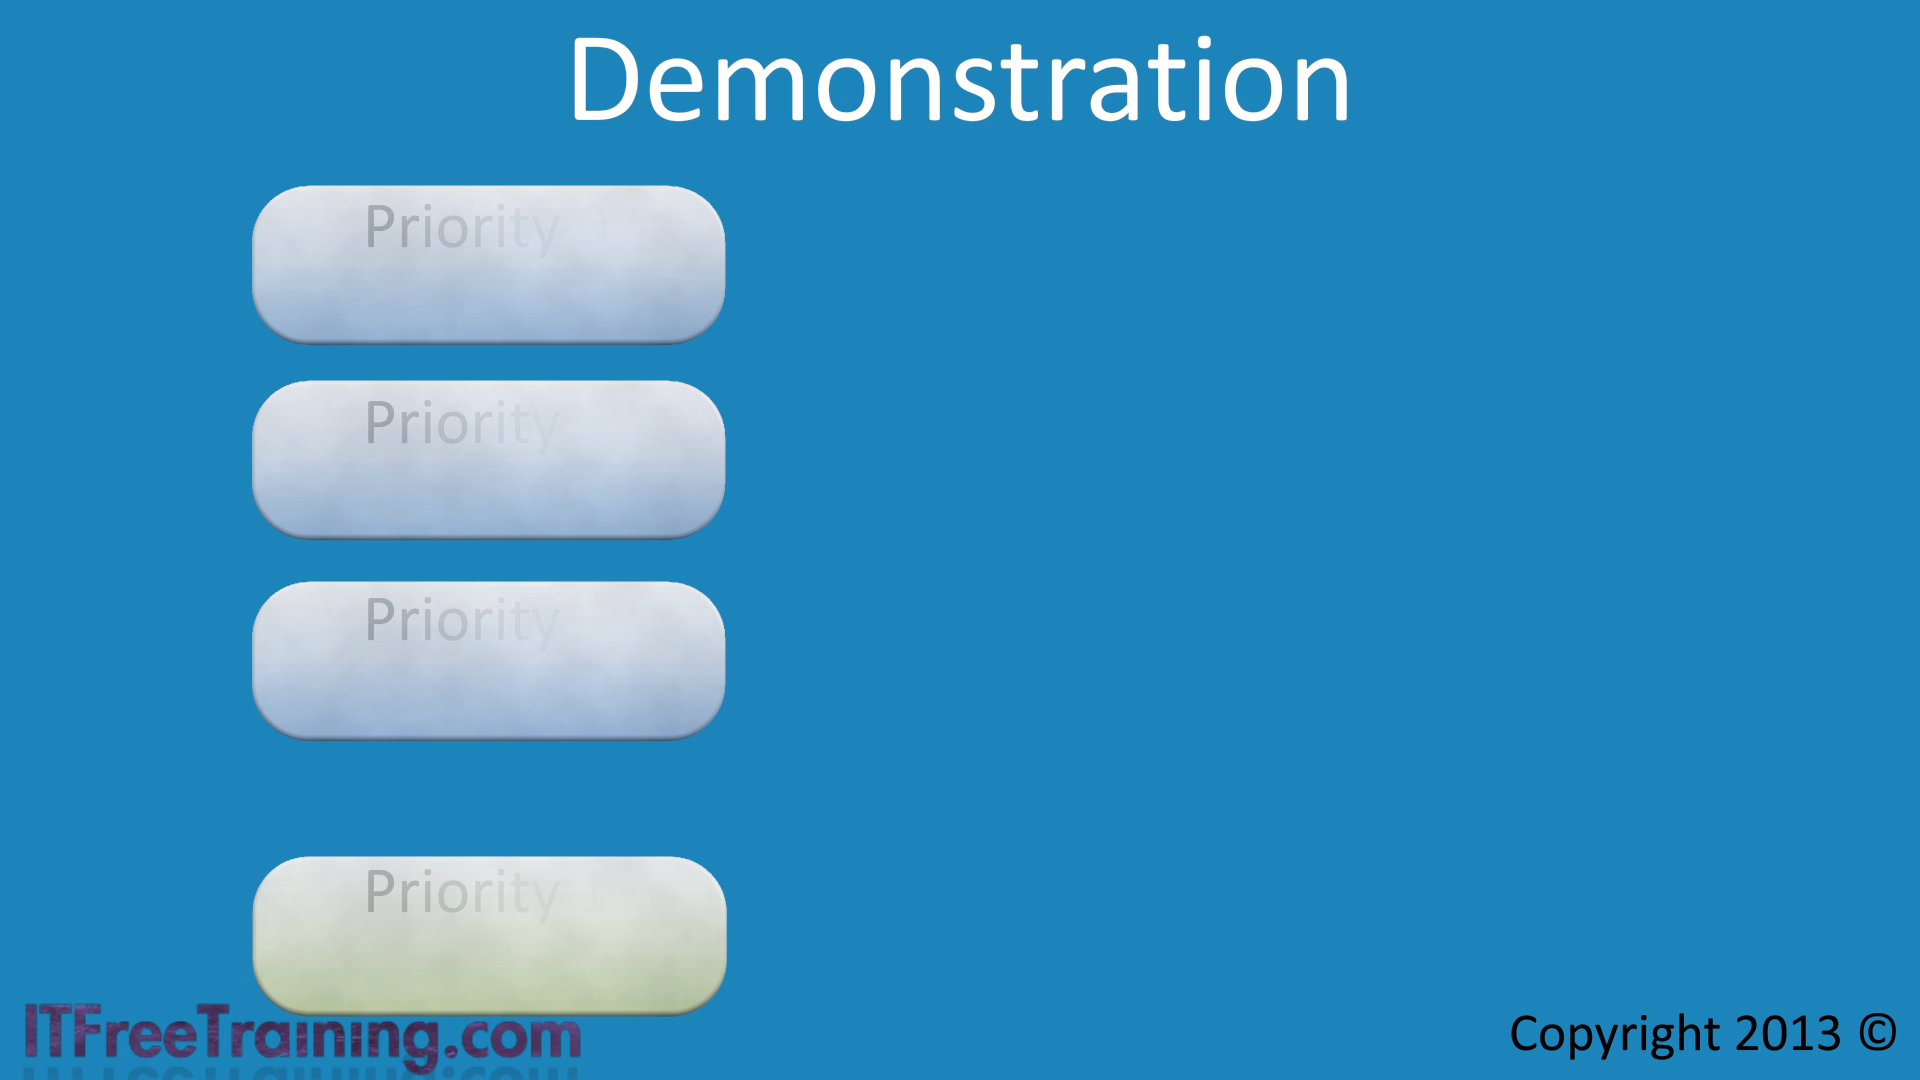 Demonstration
Priority
Priority
Priority
Priority
ITFreeTraining.com
Copyright 2013 ©